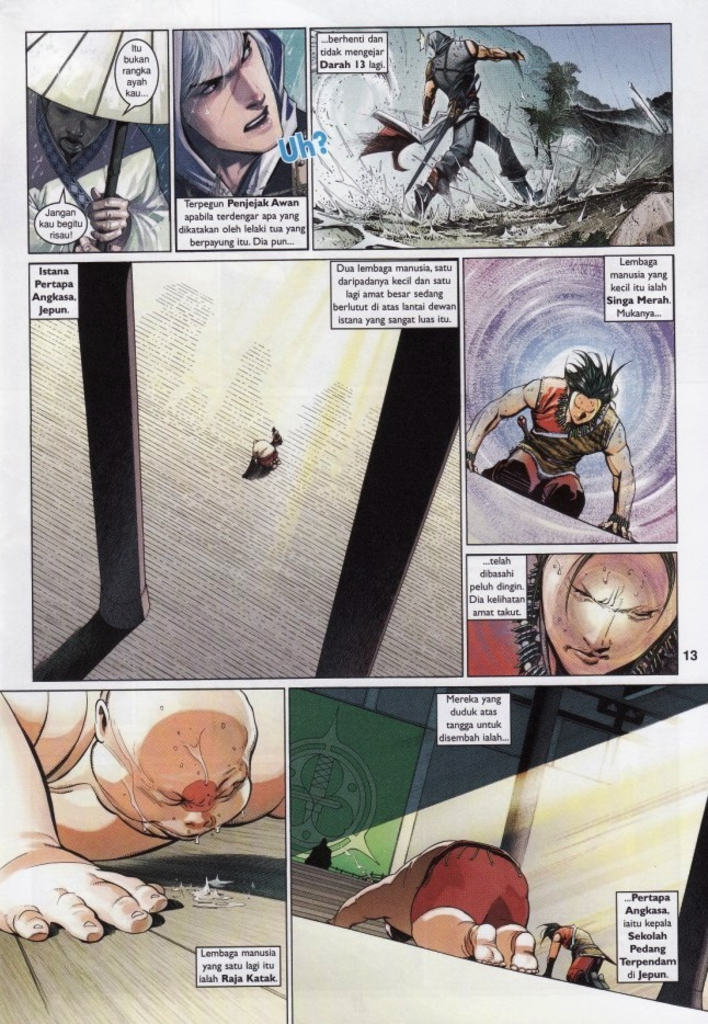 Itu
bukan
rangka
ayah
kau...
Jangan
kau begitu
risau!
Uh?
Terpegun Penjejak Awan
apabila terdengar apa yang
dikatakan oleh lelaki tua yang
berpayung itu. Dia pun...
...berhenti dan
tidak mengejar
Darah 13 lagi.
Istana
Pertapa
Angkasa,
Jepun.
Dua lembaga manusia, satu
daripadanya kecil dan satu
lagi amat besar sedang
berlutut di atas lantai dewan
istana yang sangat luas itu.
Lembaga
manusia yang
kecil itu ialah
Singa Merah.
Mukanya...
...telah
dibasahi
peluh dingin.
Dia kelihatan
amat takut.
13
Lembaga manusia
yang satu lagi itu
ialah Raja Katak.
Mereka yang
duduk atas
tangga untuk
disembah ialah...
...Pertapa
Angkasa,
iaitu kepala
Sekolah
Pedang
Terpendam
di Jepun.